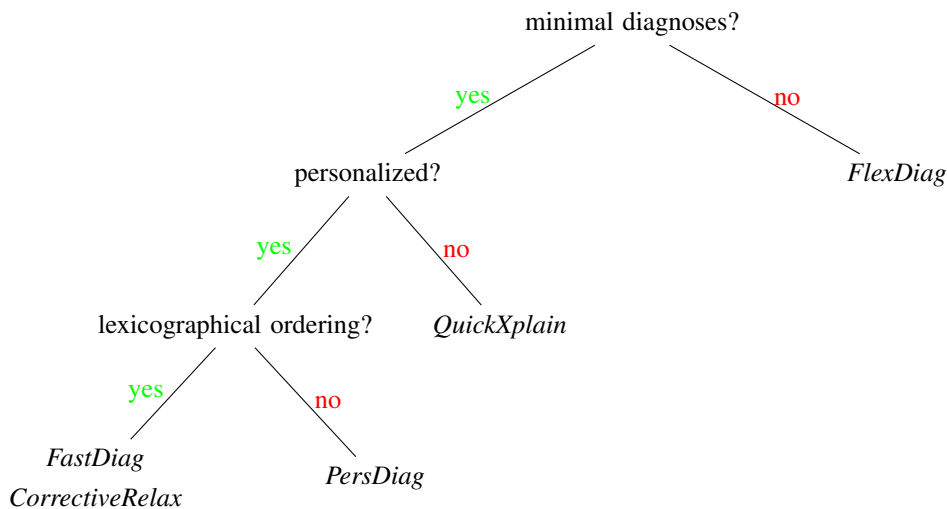 minimal diagnoses?
yes
no
personalized?
FlexDiag
yes
no
lexicographical ordering?
QuickXplain
yes
no
FastDiag
CorrectiveRelax
PersDiag